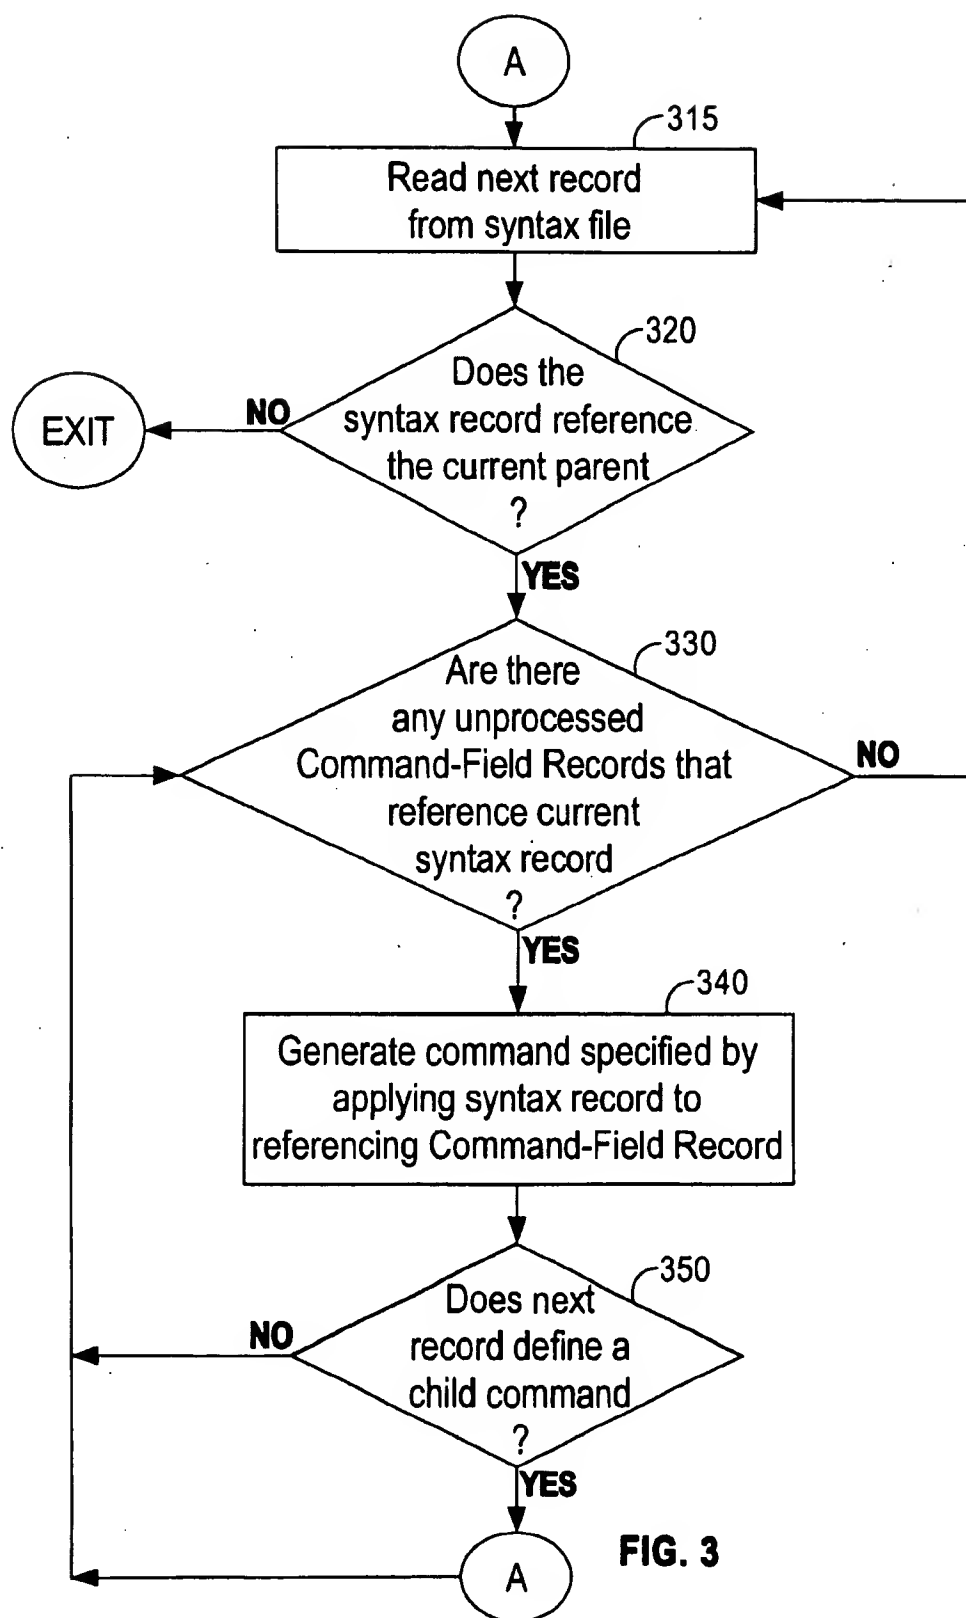 A
315
Read next record
from syntax file
320
Does the
syntax record reference
the current parent
?
NO
EXIT
YES
330
Are there
any unprocessed
Command-Field Records that
reference current
syntax record
?
NO
YES
340
Generate command specified by
applying syntax record to
referencing Command-Field Record
350
Does next
record define a
child command
?
NO
YES
A
FIG. 3